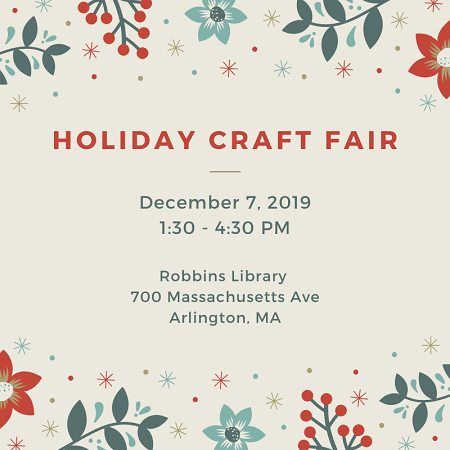 HOLIDAY CRAFT FAIR
December 7, 2019
1:30 - 4:30 PM
Robbins Library
700 Massachusetts Ave
Arlington, MA